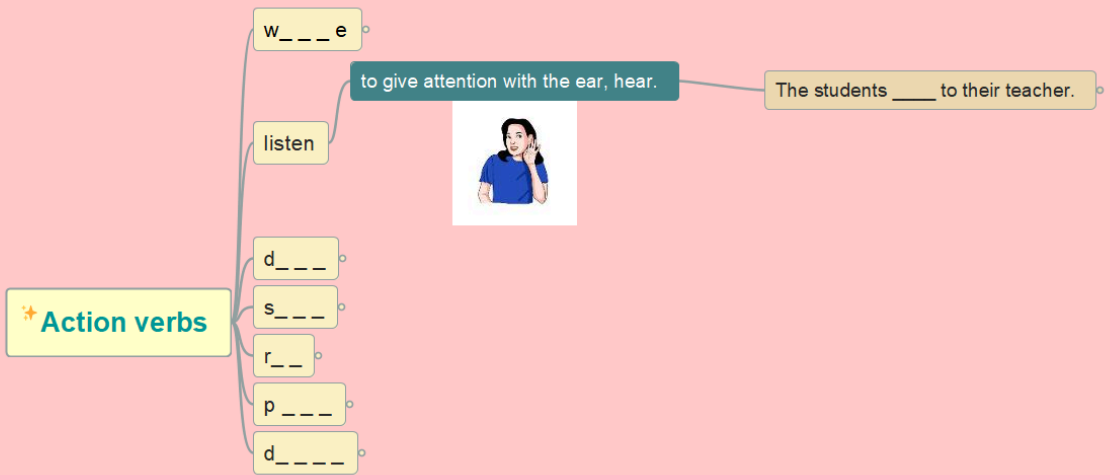 w_ _ _ e
to give attention with the ear, hear.
The students ____ to their teacher.
listen
d_ _ _
s_ _ _
Action verbs
r_ _
p _ _ _
d_ _ _ _